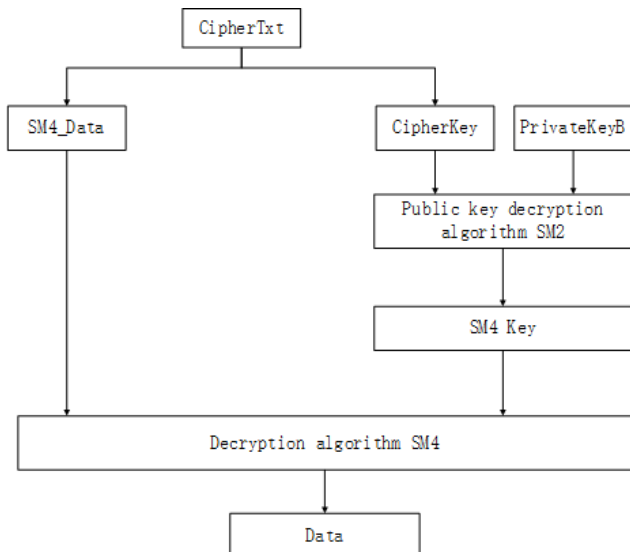 CipherTxt
SM4_Data
CipherKey
PrivateKeyB
Public key decryption
algorithm SM2
SM4 Key
Decryption algorithm SM4
Data